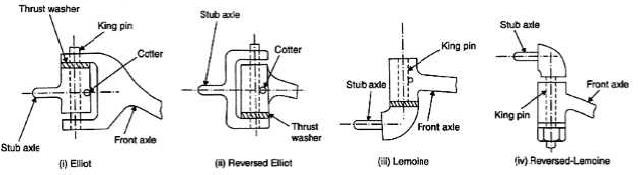 Thrust washer
King pin
Cotter
Stub axle
Front axle
(i) Elliot
Stub axle
Cotter
Thrust
washer
(ii) Reversed Elliot
King pin
Stub axle
Front axle
(iii) Lemoine
Stub axle
Front
axle
King pin
(iv) Reversed-Lemoine